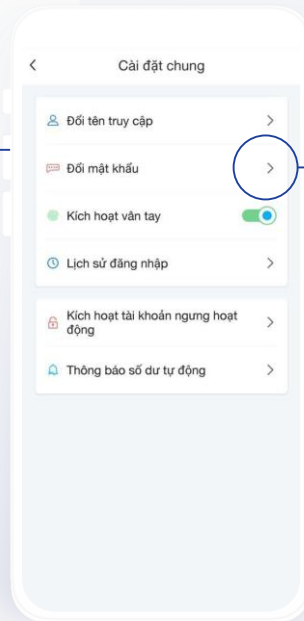 Cài đặt chung
Đổi tên truy cập
Đổi mật khẩu
Kích hoạt vân tay
Lịch sử đăng nhập
Kích hoạt tài khoản ngưng hoạt
động
Thông báo số dư tự động